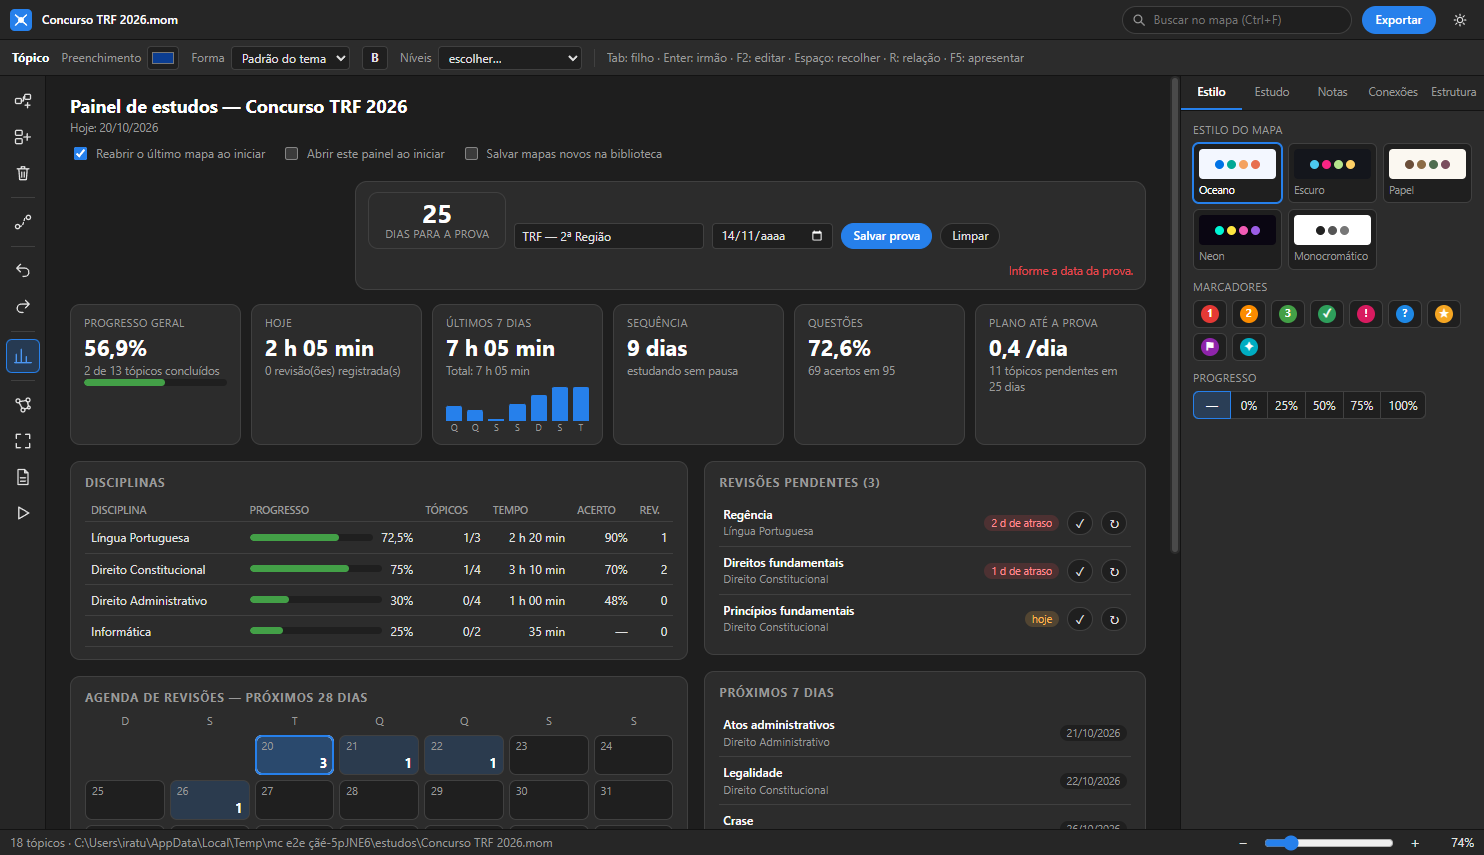 Concurso TRF 2026.mom
Buscar no mapa (Ctrl+F)
Exportar
Tópico
Preenchimento
Forma
Padrão do tema
B
Níveis
escolher...
Tab: filho · Enter: irmão · F2: editar · Espaço: recolher · R: relação · F5: apresentar
Painel de estudos — Concurso TRF 2026
Hoje: 20/10/2026
Reabrir o último mapa ao iniciar
Abrir este painel ao iniciar
Salvar mapas novos na biblioteca
25
DIAS PARA A PROVA
TRF — 2ª Região
14/11/aaaa
Salvar prova
Limpar
Informe a data da prova.
PROGRESSO GERAL
56,9%
2 de 13 tópicos concluídos
HOJE
2 h 05 min
0 revisão(ões) registrada(s)
ÚLTIMOS 7 DIAS
7 h 05 min
Total: 7 h 05 min
Q Q S S D S T
SEQUÊNCIA
9 dias
estudando sem pausa
QUESTÕES
72,6%
69 acertos em 95
PLANO ATÉ A PROVA
0,4 /dia
11 tópicos pendentes em
25 dias
DISCIPLINAS
DISCIPLINA PROGRESSO TÓPICOS TEMPO ACERTO REV.
Língua Portuguesa 72,5% 1/3 2 h 20 min 90% 1
Direito Constitucional 75% 1/4 3 h 10 min 70% 2
Direito Administrativo 30% 0/4 1 h 00 min 48% 0
Informática 25% 0/2 35 min — 0
REVISÕES PENDENTES (3)
Regência
Língua Portuguesa
2 d de atraso
Direitos fundamentais
Direito Constitucional
1 d de atraso
Princípios fundamentais
Direito Constitucional
hoje
AGENDA DE REVISÕES — PRÓXIMOS 28 DIAS
D S T Q Q S S
20 3 21 1 22 1 23 24
25 26 1 27 28 29 30 31
PRÓXIMOS 7 DIAS
Atos administrativos
Direito Administrativo
21/10/2026
Legalidade
Direito Constitucional
22/10/2026
Crase
26/10/2026
Estilo
Estudo
Notas
Conexões
Estrutura
ESTILO DO MAPA
Oceano
Escuro
Papel
Neon
Monocromático
MARCADORES
1 2 3 ✓ ! ?
PROGRESSO
— 0% 25% 50% 75% 100%
18 tópicos · C:\Users\iratu\AppData\Local\Temp\mc e2e çãé-5pJNE6\estudos\Concurso TRF 2026.mom
− + 74%